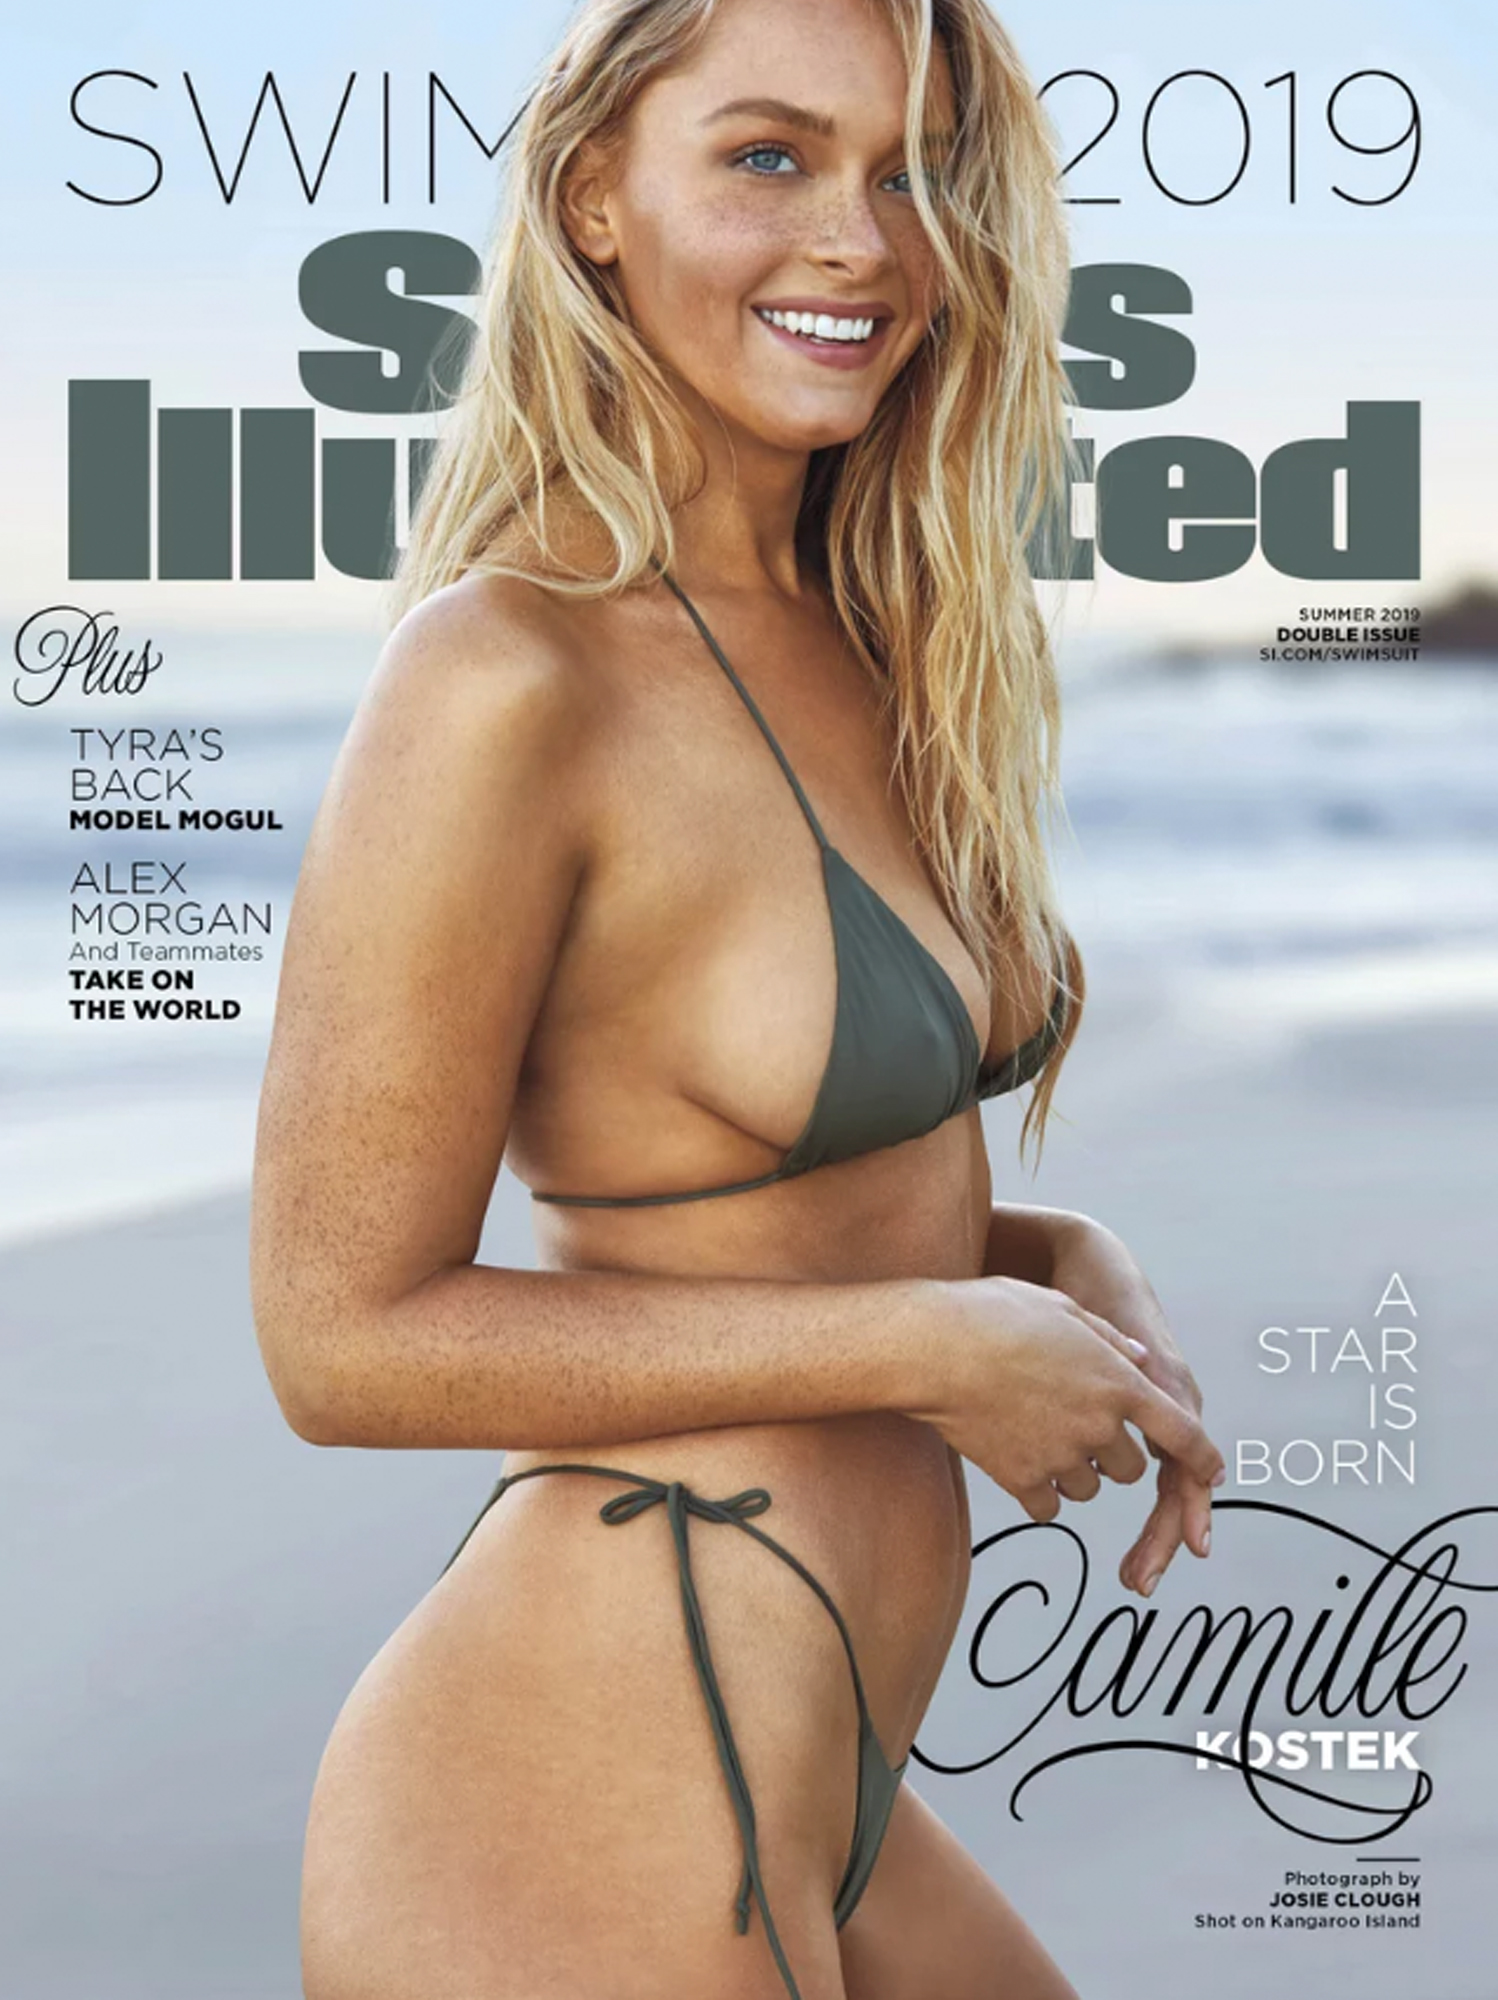 SWIM 2019
S s
Illu ted
SUMMER 2019
DOUBLE ISSUE
SI.COM/SWIMSUIT
Plus
TYRA'S
BACK
MODEL MOGUL
ALEX
MORGAN
And Teammates
TAKE ON
THE WORLD
A
STAR
IS
BORN
Camille
KOSTEK
Photograph by
JOSIE CLOUGH
Shot on Kangaroo Island